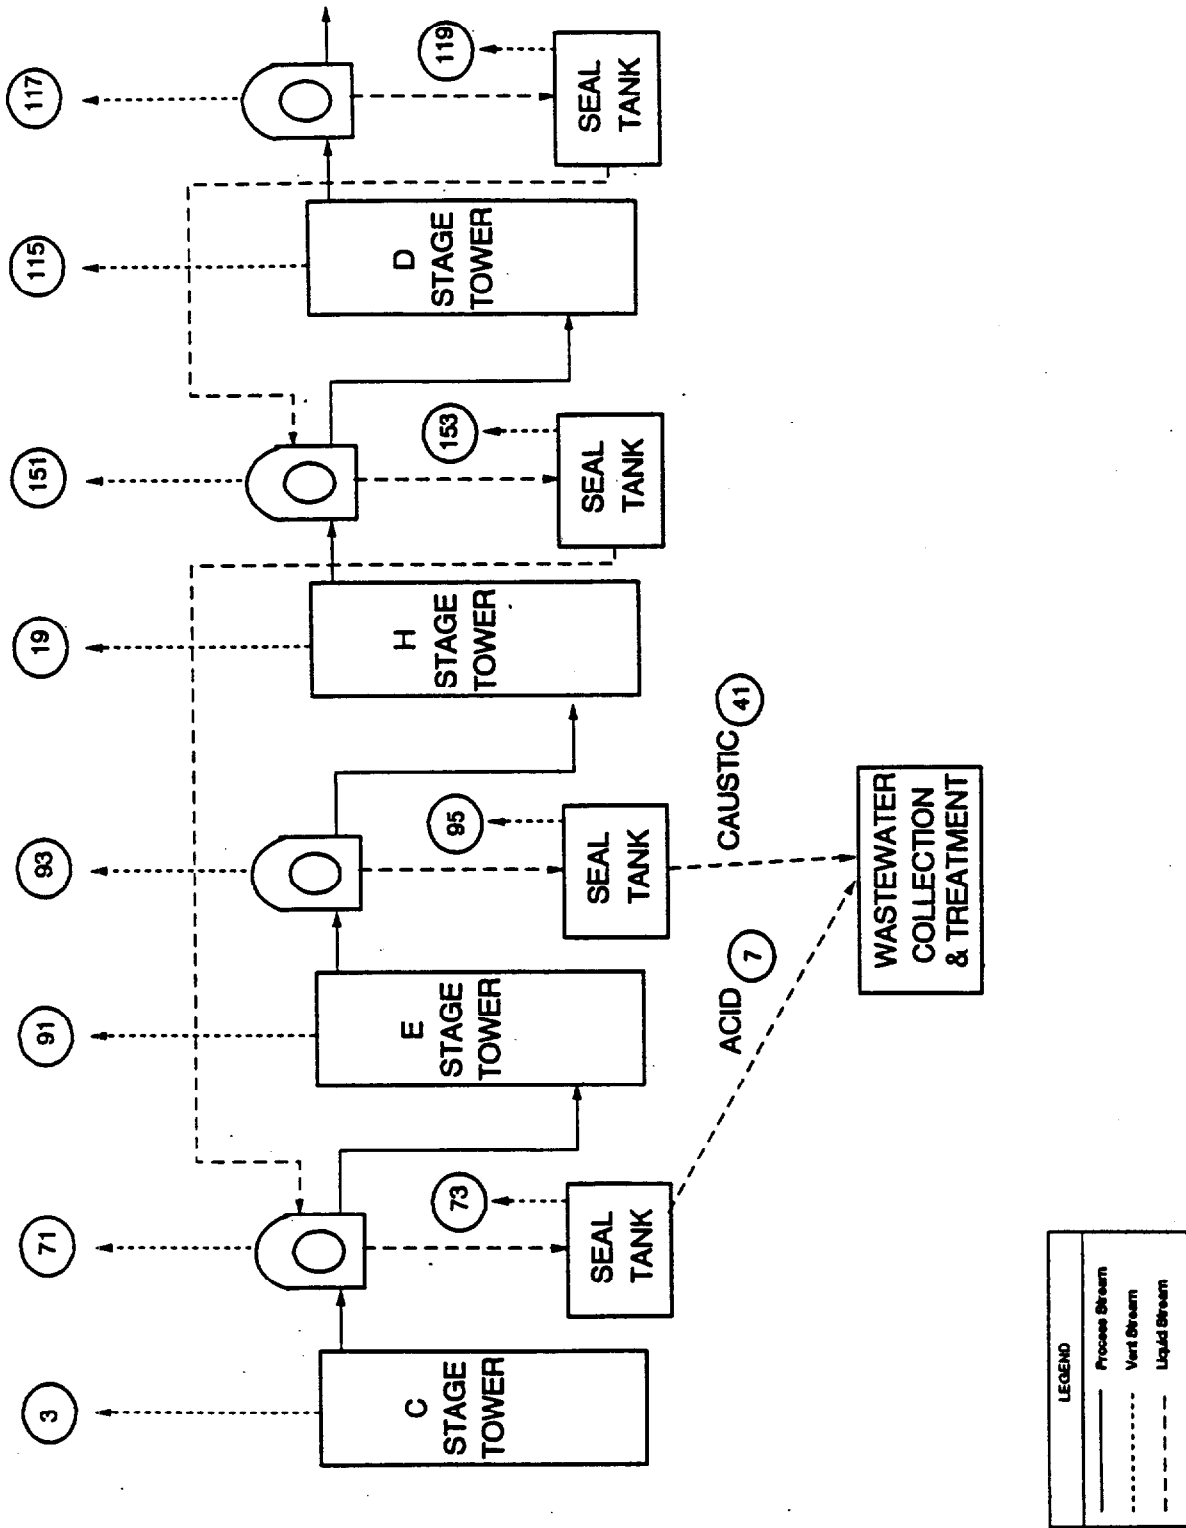 3
71
91
93
19
151
115
117
73
95
153
119
C
STAGE
TOWER
E
STAGE
TOWER
H
STAGE
TOWER
D
STAGE
TOWER
SEAL
TANK
SEAL
TANK
SEAL
TANK
SEAL
TANK
ACID 7
CAUSTIC 41
WASTEWATER
COLLECTION
& TREATMENT
LEGEND
Process Stream
Vent Stream
Liquid Stream